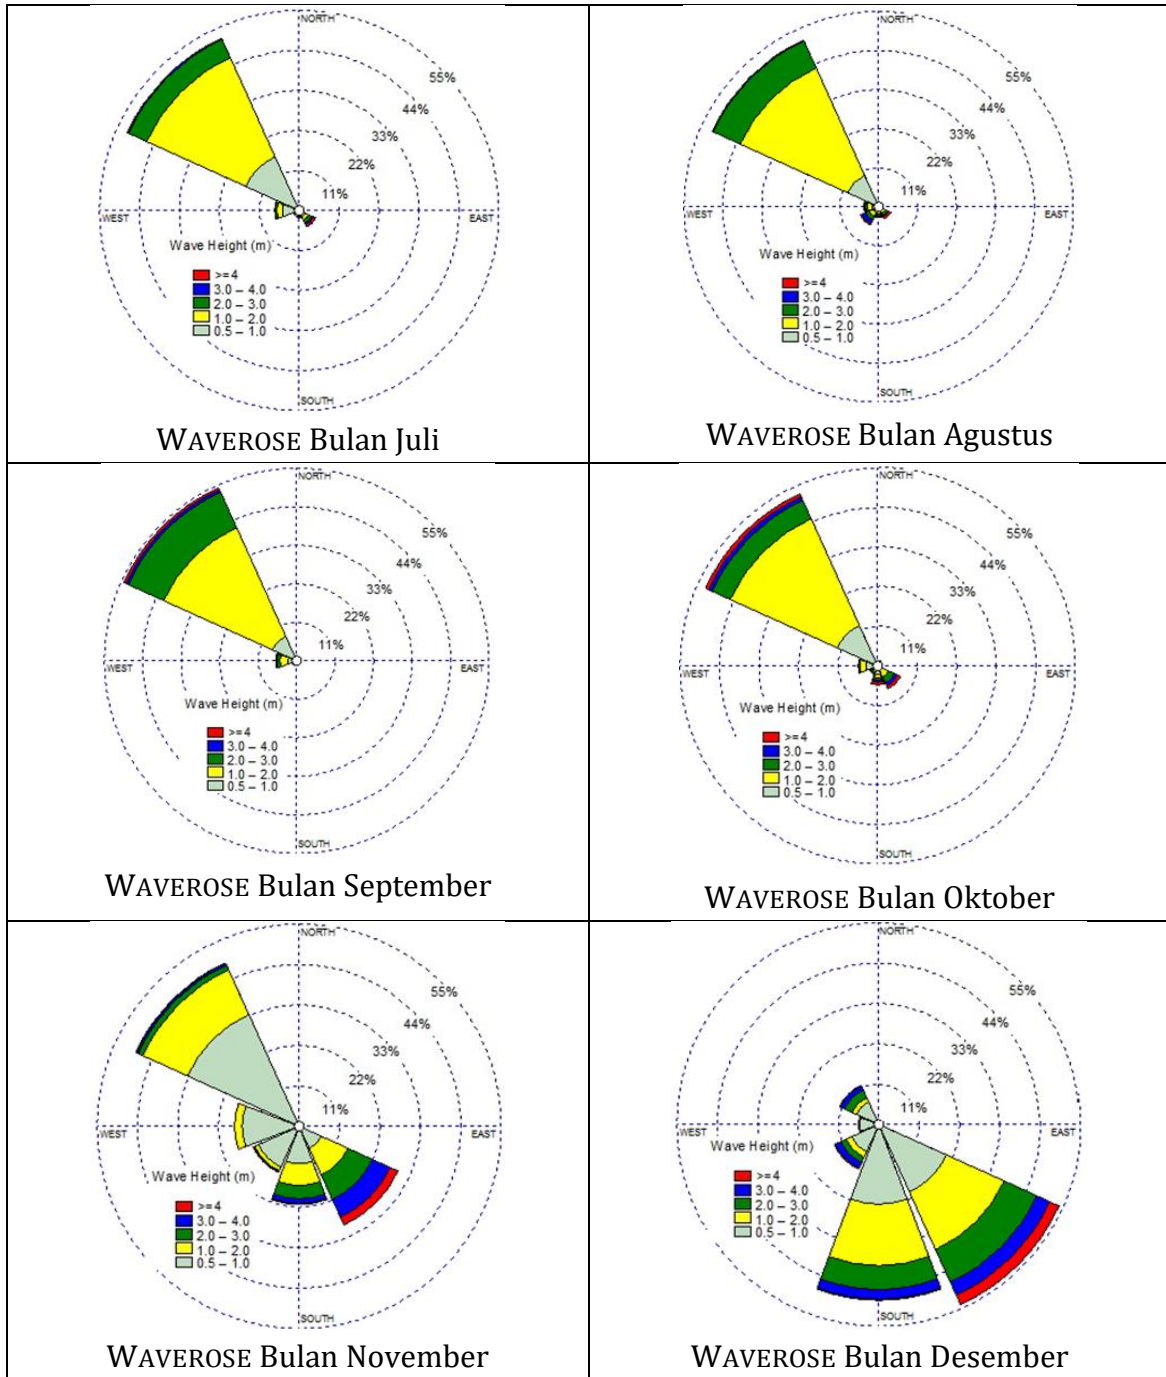 NORTH
55%
44%
33%
22%
11%
WEST
EAST
Wave Height (m)
>=4
3.0 – 4.0
2.0 – 3.0
1.0 – 2.0
0.5 – 1.0
SOUTH
WAVEROSE Bulan Juli
NORTH
55%
44%
33%
22%
11%
WEST
EAST
Wave Height (m)
>=4
3.0 – 4.0
2.0 – 3.0
1.0 – 2.0
0.5 – 1.0
SOUTH
WAVEROSE Bulan Agustus
NORTH
55%
44%
33%
22%
11%
WEST
EAST
Wave Height (m)
>=4
3.0 – 4.0
2.0 – 3.0
1.0 – 2.0
0.5 – 1.0
SOUTH
WAVEROSE Bulan September
NORTH
55%
44%
33%
22%
11%
WEST
EAST
Wave Height (m)
>=4
3.0 – 4.0
2.0 – 3.0
1.0 – 2.0
0.5 – 1.0
SOUTH
WAVEROSE Bulan Oktober
NORTH
55%
44%
33%
22%
11%
WEST
EAST
Wave Height (m)
>=4
3.0 – 4.0
2.0 – 3.0
1.0 – 2.0
0.5 – 1.0
SOUTH
WAVEROSE Bulan November
NORTH
55%
44%
33%
22%
11%
WEST
EAST
Wave Height (m)
>=4
3.0 – 4.0
2.0 – 3.0
1.0 – 2.0
0.5 – 1.0
SOUTH
WAVEROSE Bulan Desember